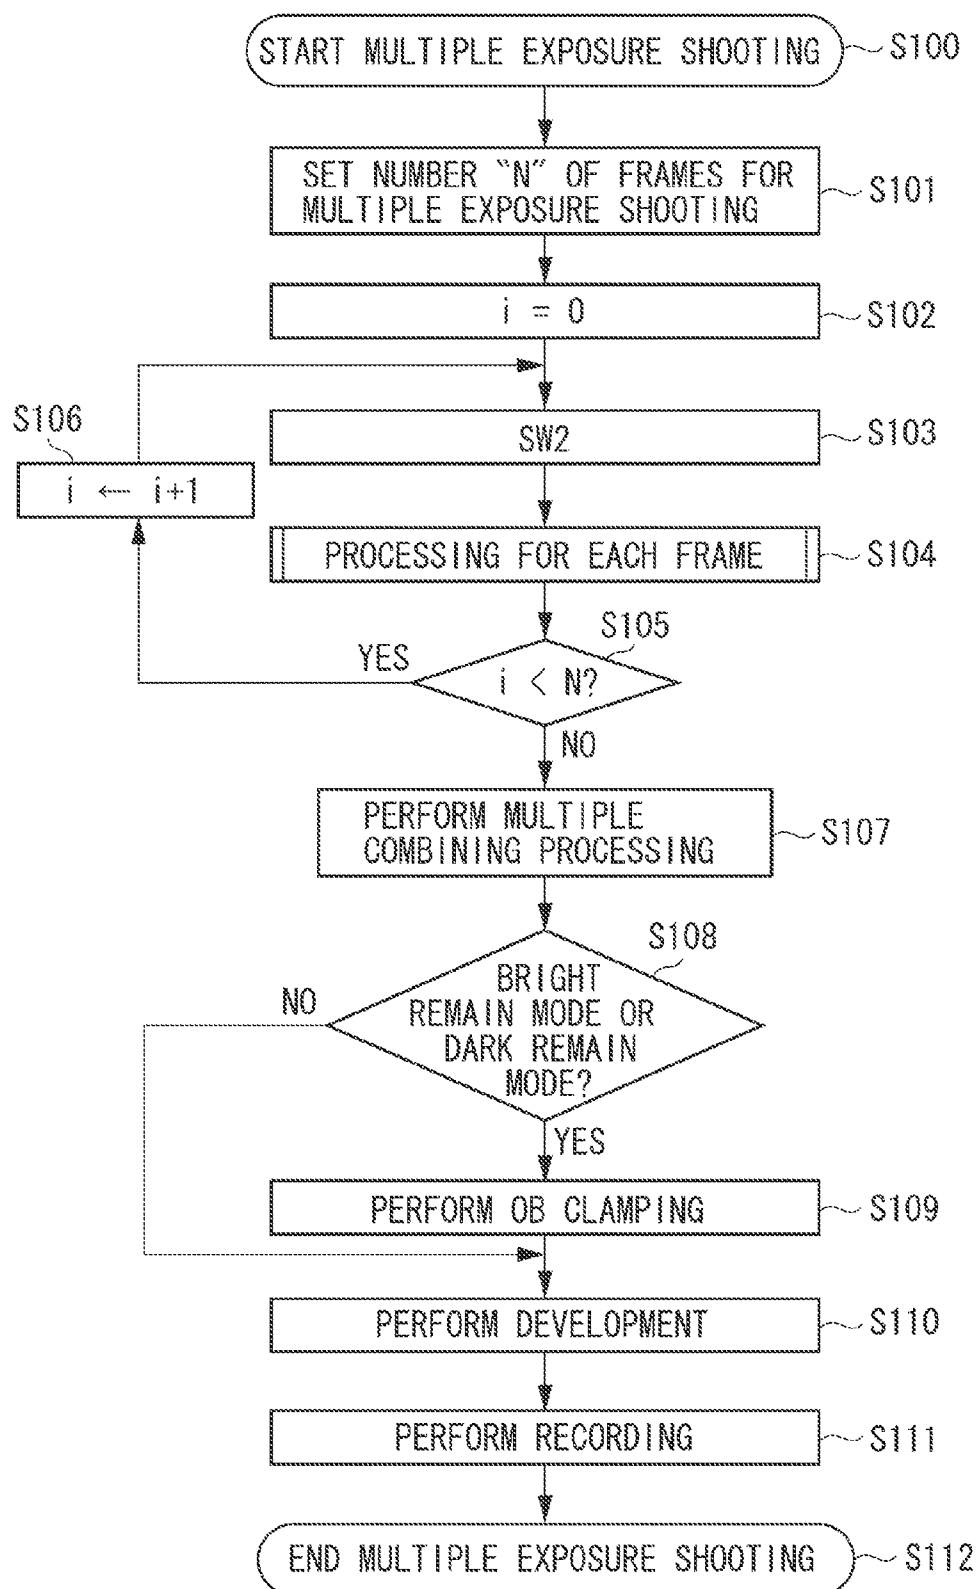 START MULTIPLE EXPOSURE SHOOTING
S100
SET NUMBER “N” OF FRAMES FOR
MULTIPLE EXPOSURE SHOOTING
S101
i = 0
S102
S106
i ← i+1
SW2
S103
PROCESSING FOR EACH FRAME
S104
S105
YES
i < N?
NO
PERFORM MULTIPLE
COMBINING PROCESSING
S107
S108
NO
BRIGHT
REMAIN MODE OR
DARK REMAIN
MODE?
YES
PERFORM OB CLAMPING
S109
PERFORM DEVELOPMENT
S110
PERFORM RECORDING
S111
END MULTIPLE EXPOSURE SHOOTING
S112